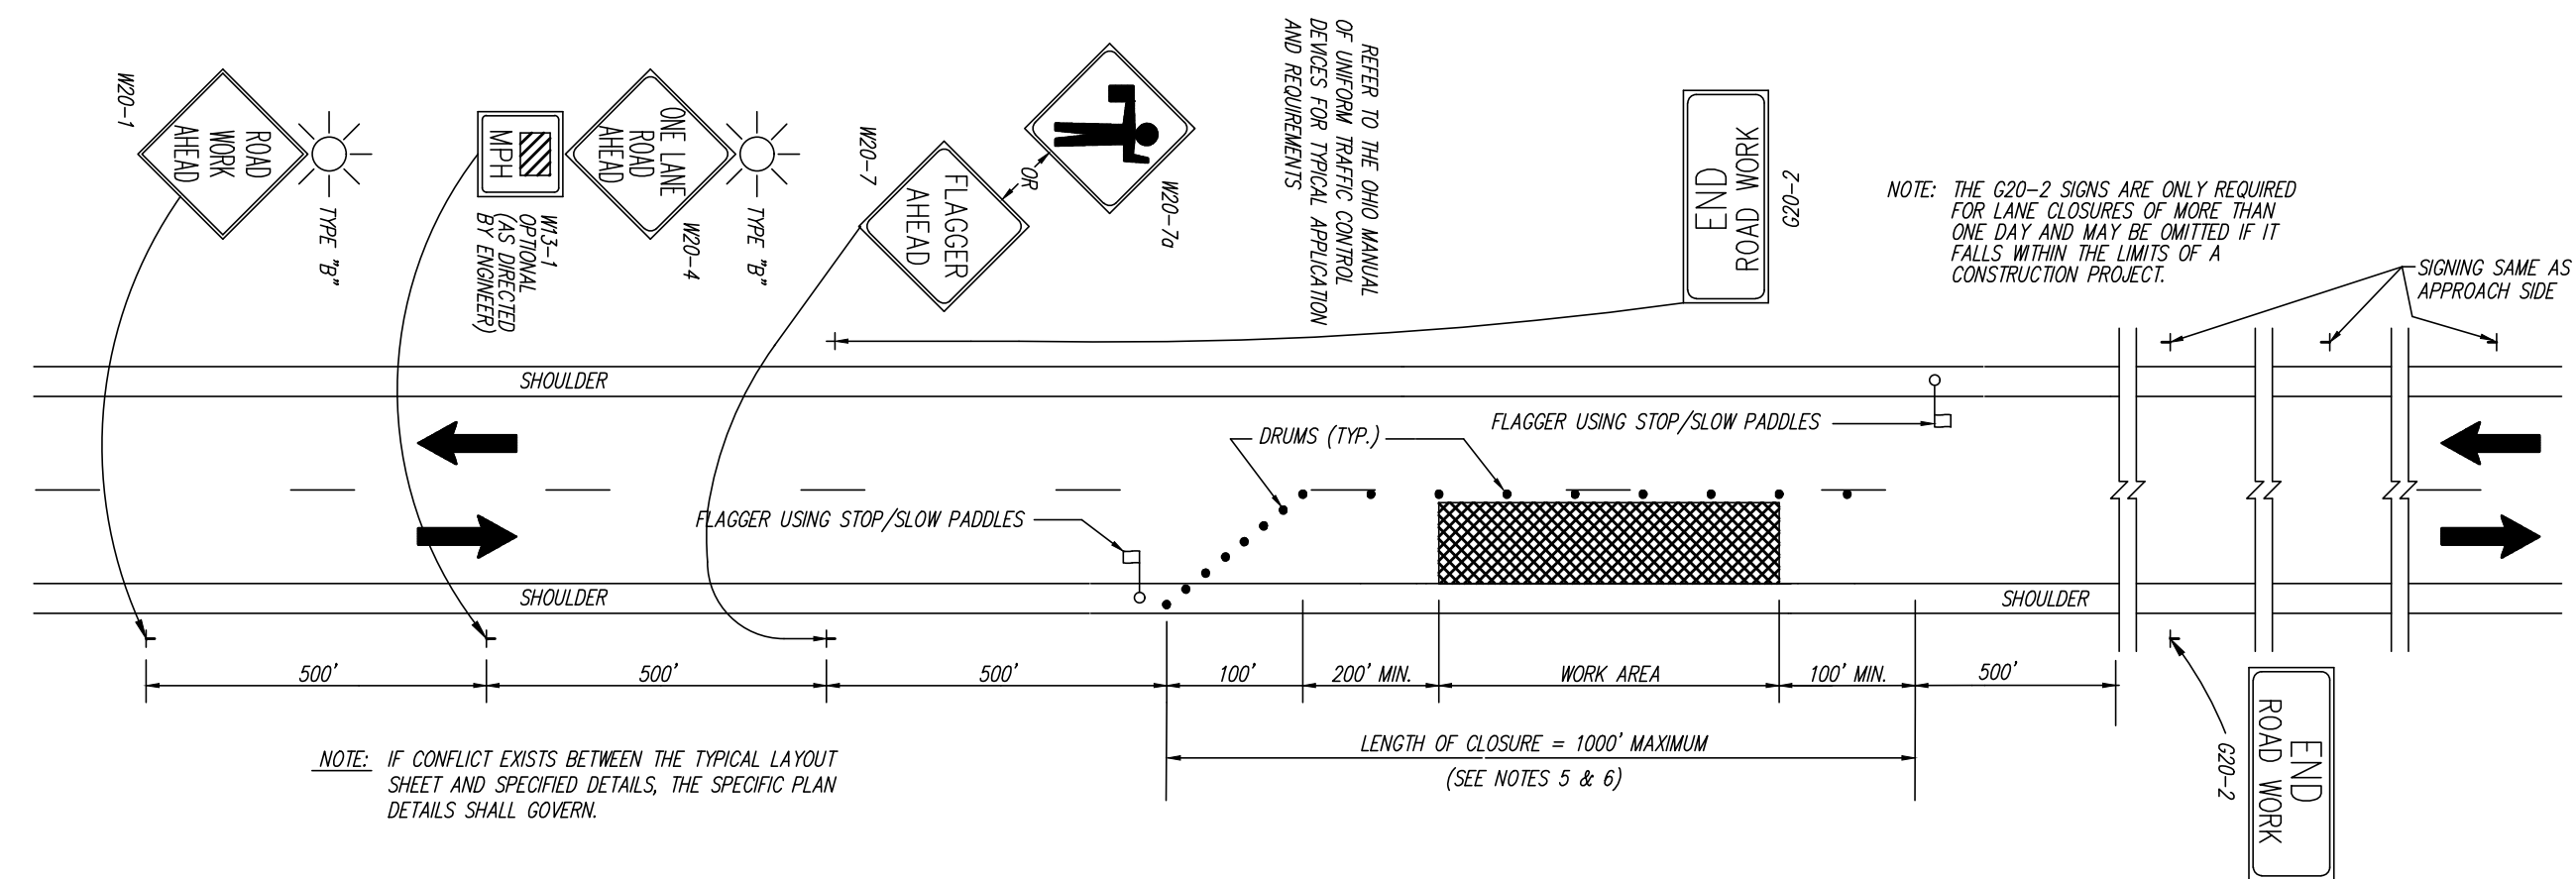 W20-1
ROAD
WORK
AHEAD
TYPE "B"
MPH
W13-1
OPTIONAL
(AS DIRECTED
BY ENGINEER)
ONE LANE
ROAD
AHEAD
W20-4
TYPE "B"
W20-7
FLAGGER
AHEAD
OR
W20-7a
REFER TO THE OHIO MANUAL
OF UNIFORM TRAFFIC CONTROL
DEVICES FOR TYPICAL APPLICATION
AND REQUIREMENTS
END
ROAD WORK
G20-2
NOTE: THE G20-2 SIGNS ARE ONLY REQUIRED
FOR LANE CLOSURES OF MORE THAN
ONE DAY AND MAY BE OMITTED IF IT
FALLS WITHIN THE LIMITS OF A
CONSTRUCTION PROJECT.
SIGNING SAME AS
APPROACH SIDE
SHOULDER
FLAGGER USING STOP/SLOW PADDLES
DRUMS (TYP.)
FLAGGER USING STOP/SLOW PADDLES
SHOULDER
SHOULDER
500'
500'
500'
100'
200' MIN.
WORK AREA
100' MIN.
500'
LENGTH OF CLOSURE = 1000' MAXIMUM
(SEE NOTES 5 & 6)
NOTE: IF CONFLICT EXISTS BETWEEN THE TYPICAL LAYOUT
SHEET AND SPECIFIED DETAILS, THE SPECIFIC PLAN
DETAILS SHALL GOVERN.
G20-2
END
ROAD WORK